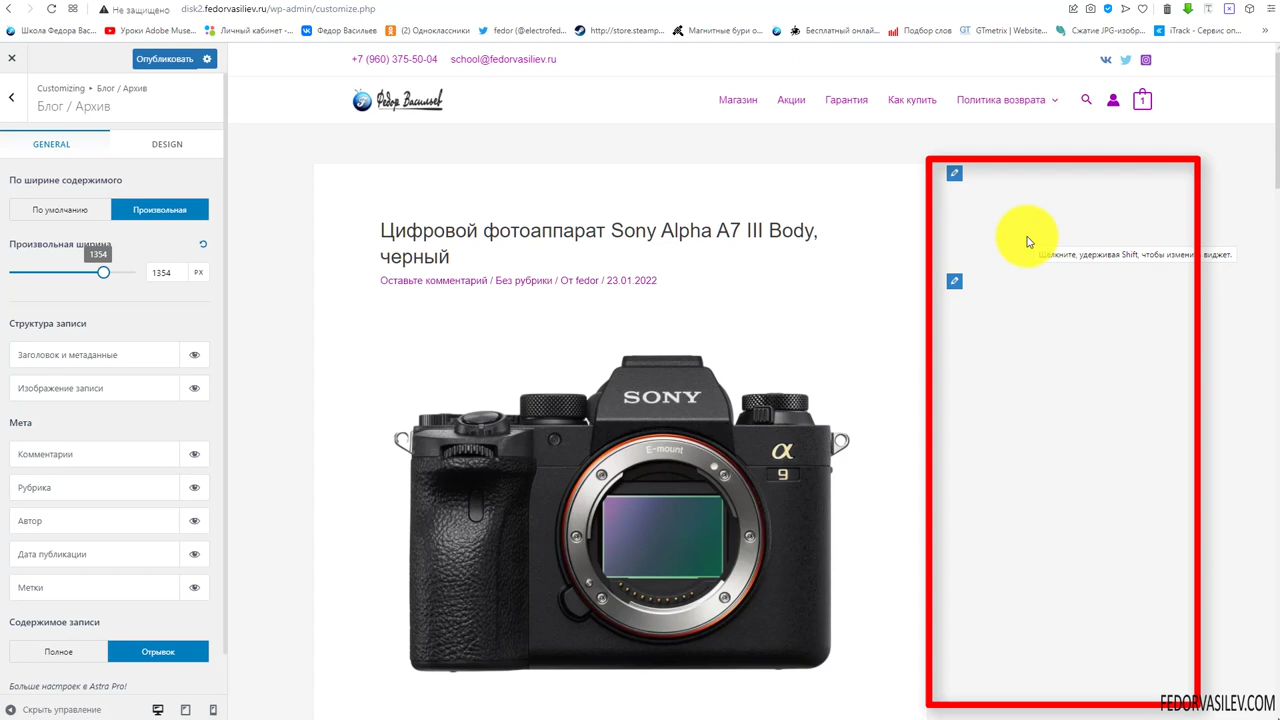 disk2.fedorvasiliev.ru/wp-admin/customize.php
Не защищено
Школа Федора Вас...
Уроки Adobe Muse...
Личный кабинет -...
Федор Васильев
(2) Одноклассники
fedor (@electrofed...
http://store.steamp...
Магнитные бури о...
Бесплатный онлай...
Подбор слов
GTmetrix | Website...
Сжатие JPG-изобр...
iTrack - Сервис оп...
Опубликовать
Customizing ▸ Блог / Архив
Блог / Архив
GENERAL
DESIGN
По ширине содержимого
По умолчанию
Произвольная
Произвольная ширина
1354
1354
PX
Структура записи
Заголовок и метаданные
Изображение записи
Мета
Комментарии
Рубрика
Автор
Дата публикации
Метки
Содержимое записи
Полное
Отрывок
Больше настроек в Astra Pro!
Скрыть управление
+7 (960) 375-50-04
school@fedorvasiliev.ru
Федор Васильев
Магазин
Акции
Гарантия
Как купить
Политика возврата
1
Цифровой фотоаппарат Sony Alpha A7 III Body,
черный
Оставьте комментарий / Без рубрики / От fedor / 23.01.2022
Щелкните, удерживая Shift, чтобы изменить виджет.
SONY
E-mount
α
9
FEDORVASILEV.COM